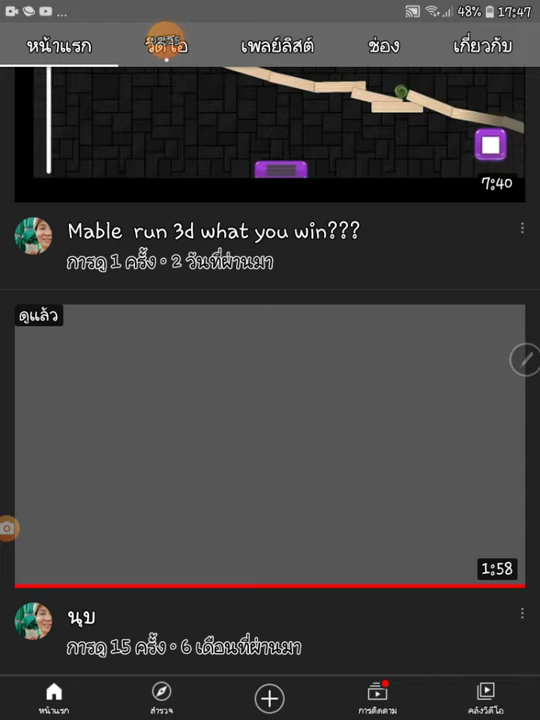 ... 48% 17:47
หน้าแรก วิดีโอ เพลย์ลิสต์ ช่อง เกี่ยวกับ
7:40
Mable run 3d what you win???
การดู 1 ครั้ง • 2 วันที่ผ่านมา
ดูแล้ว
1:58
นุบ
การดู 15 ครั้ง • 6 เดือนที่ผ่านมา
หน้าแรก สำรวจ การติดตาม คลังวิดีโอ